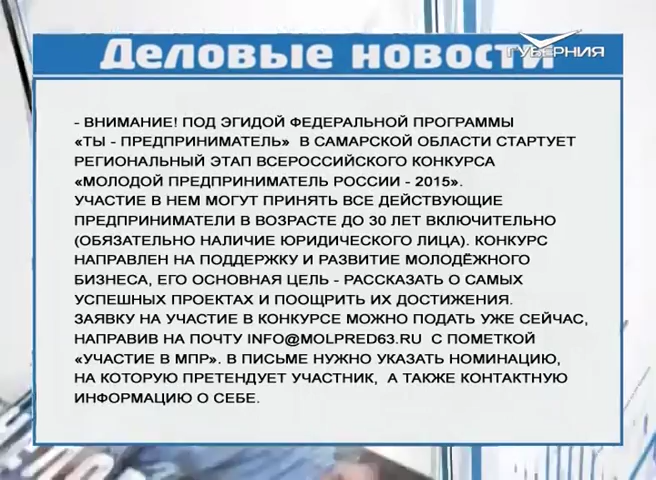 ГУБЕРНИЯ
Деловые новости
- ВНИМАНИЕ! ПОД ЭГИДОЙ ФЕДЕРАЛЬНОЙ ПРОГРАММЫ
«ТЫ - ПРЕДПРИНИМАТЕЛЬ» В САМАРСКОЙ ОБЛАСТИ СТАРТУЕТ
РЕГИОНАЛЬНЫЙ ЭТАП ВСЕРОССИЙСКОГО КОНКУРСА
«МОЛОДОЙ ПРЕДПРИНИМАТЕЛЬ РОССИИ - 2015».
УЧАСТИЕ В НЕМ МОГУТ ПРИНЯТЬ ВСЕ ДЕЙСТВУЮЩИЕ
ПРЕДПРИНИМАТЕЛИ В ВОЗРАСТЕ ДО 30 ЛЕТ ВКЛЮЧИТЕЛЬНО
(ОБЯЗАТЕЛЬНО НАЛИЧИЕ ЮРИДИЧЕСКОГО ЛИЦА). КОНКУРС
НАПРАВЛЕН НА ПОДДЕРЖКУ И РАЗВИТИЕ МОЛОДЁЖНОГО
БИЗНЕСА, ЕГО ОСНОВНАЯ ЦЕЛЬ - РАССКАЗАТЬ О САМЫХ
УСПЕШНЫХ ПРОЕКТАХ И ПООЩРИТЬ ИХ ДОСТИЖЕНИЯ.
ЗАЯВКУ НА УЧАСТИЕ В КОНКУРСЕ МОЖНО ПОДАТЬ УЖЕ СЕЙЧАС,
НАПРАВИВ НА ПОЧТУ INFO@MOLPRED63.RU С ПОМЕТКОЙ
«УЧАСТИЕ В МПР». В ПИСЬМЕ НУЖНО УКАЗАТЬ НОМИНАЦИЮ,
НА КОТОРУЮ ПРЕТЕНДУЕТ УЧАСТНИК, А ТАКЖЕ КОНТАКТНУЮ
ИНФОРМАЦИЮ О СЕБЕ.